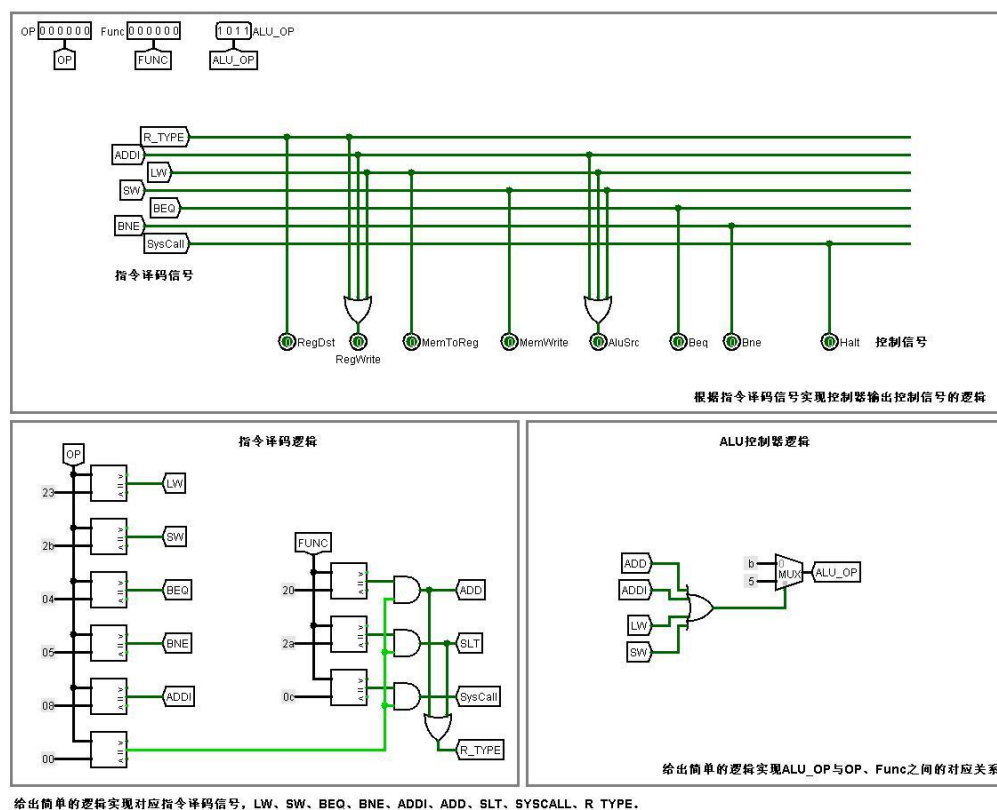 OP 000000 Func 000000 1011 ALU_OP
OP FUNC ALU_OP
R_TYPE
ADDI
LW
SW
BEQ
BNE
SysCall
指令译码信号
RegDst RegWrite MemToReg MemWrite AluSrc Beq Bne Halt 控制信号
根据指令译码信号实现控制器输出控制信号的逻辑
指令译码逻辑
OP
23 LW
2b SW
04 BEQ
05 BNE
08 ADDI
00
FUNC
20 ADD
2a SLT
0c SysCall
R_TYPE
ALU控制器逻辑
ADD
ADDI
LW
SW
b 0
5 MUX ALU_OP
给出简单的逻辑实现ALU_OP与OP、Func之间的对应关系
给出简单的逻辑实现对应指令译码信号，LW、SW、BEQ、BNE、ADDI、ADD、SLT、SYSCALL、R_TYPE.